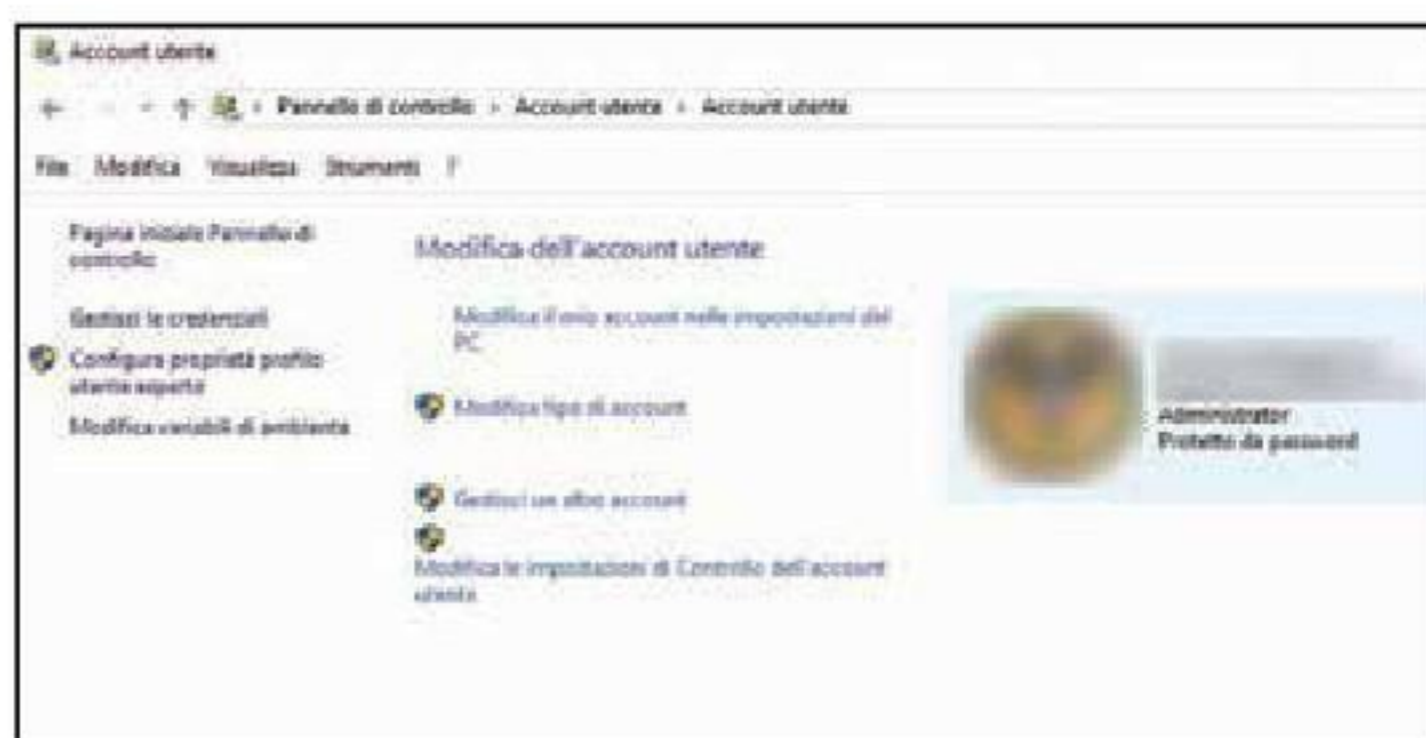 Account utente
Pannello di controllo › Account utente › Account utente
File Modifica Visualizza Strumenti ?
Pagina iniziale Pannello di
controllo
Gestisci le credenziali
Configura proprietà profilo
utente esperto
Modifica variabili di ambiente
Modifica dell'account utente
Modifica il mio account nelle impostazioni del
PC
Modifica tipo di account
Gestisci un altro account
Modifica le impostazioni di Controllo dell'account
utente
Administrator
Protetto da password